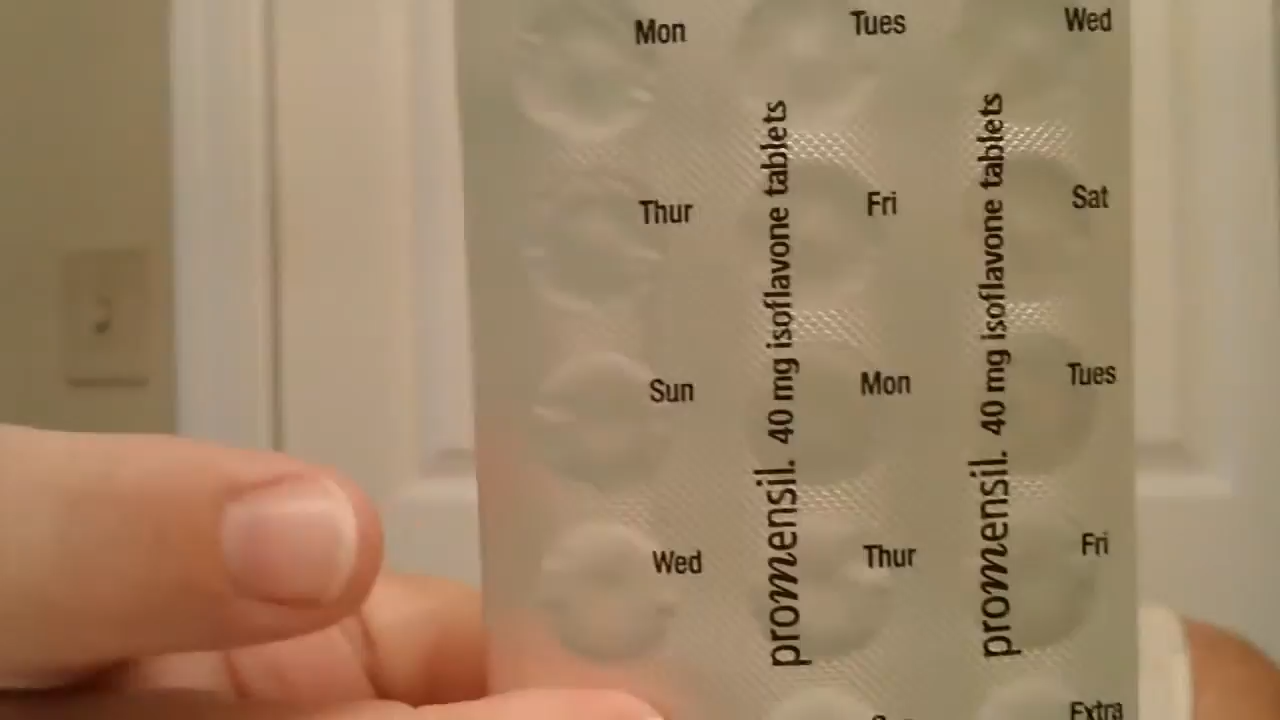 Mon
Tues
Wed
Thur
Fri
Sat
Sun
Mon
Tues
Wed
Thur
Fri
Extra
promensil. 40 mg isoflavone tablets
promensil. 40 mg isoflavone tablets